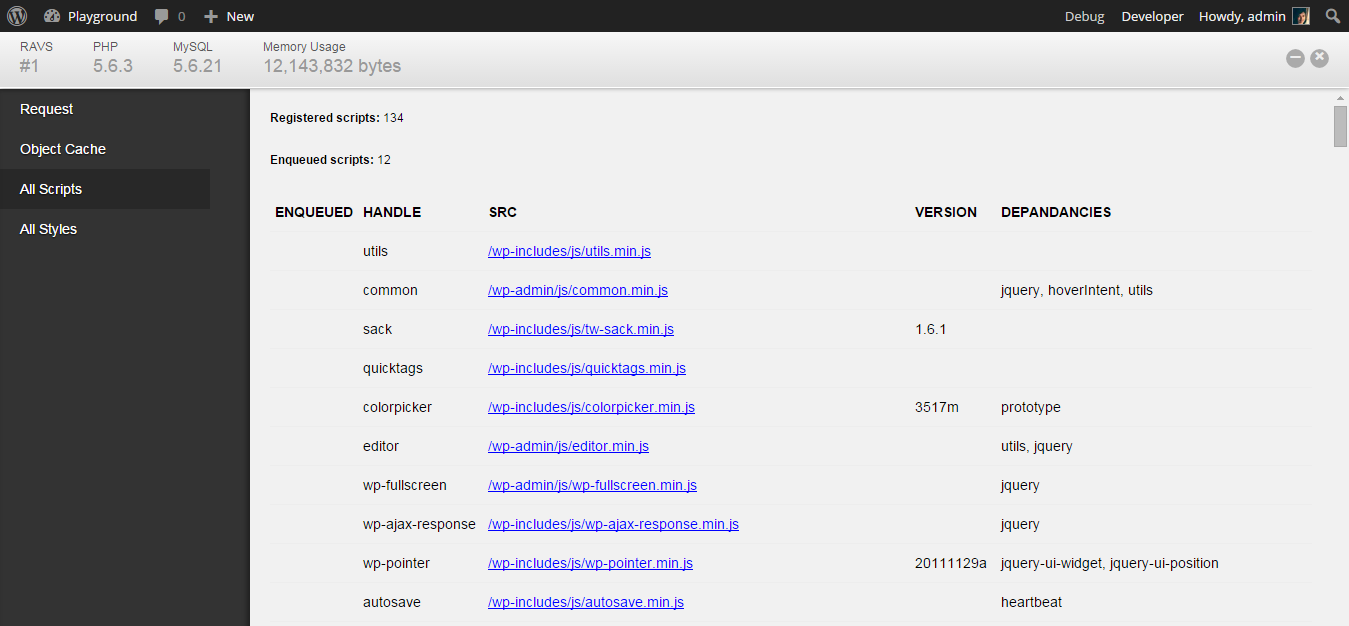 Playground 0 New Debug Developer Howdy, admin
RAVS PHP MySQL Memory Usage
#1 5.6.3 5.6.21 12,143,832 bytes
Request
Object Cache
All Scripts
All Styles
Registered scripts: 134
Enqueued scripts: 12
ENQUEUED HANDLE SRC VERSION DEPANDANCIES
utils /wp-includes/js/utils.min.js
common /wp-admin/js/common.min.js jquery, hoverIntent, utils
sack /wp-includes/js/tw-sack.min.js 1.6.1
quicktags /wp-includes/js/quicktags.min.js
colorpicker /wp-includes/js/colorpicker.min.js 3517m prototype
editor /wp-admin/js/editor.min.js utils, jquery
wp-fullscreen /wp-admin/js/wp-fullscreen.min.js jquery
wp-ajax-response /wp-includes/js/wp-ajax-response.min.js jquery
wp-pointer /wp-includes/js/wp-pointer.min.js 20111129a jquery-ui-widget, jquery-ui-position
autosave /wp-includes/js/autosave.min.js heartbeat